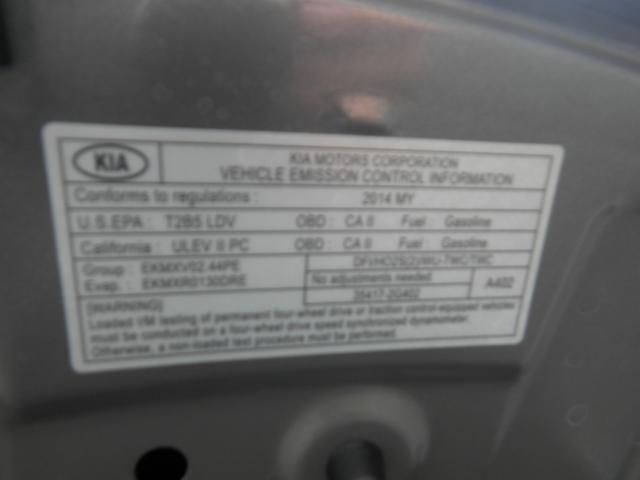 KIA
KIA MOTORS CORPORATION
VEHICLE EMISSION CONTROL INFORMATION
Conforms to regulations : 2014 MY
U.S.EPA : T2B5 LDV OBD : CA II Fuel : Gasoline
California : ULEV II PC OBD : CA II Fuel : Gasoline
Group : EKMXV02.44PE
Evap. : EKMXR0130DRE
No adjustments needed.
35417-2G402
A402
[WARNING]
Loaded I/M testing of permanent four-wheel drive or traction control-equipped vehicles
must be conducted on a four-wheel drive speed synchronized dynamometer.
Otherwise, a non-loaded test procedure must be performed.